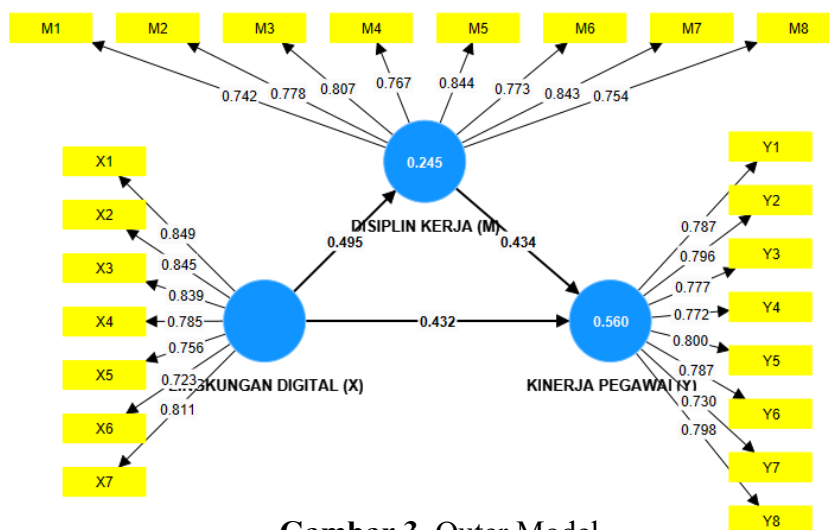 M1 M2 M3 M4 M5 M6 M7 M8
0.742 0.778 0.807 0.767 0.844 0.773 0.843 0.754
0.245
DISIPLIN KERJA (M)
0.495 0.434
X1
X2
X3
X4
X5
X6
X7
0.849
0.845
0.839
0.785
0.756
0.723
0.811
LINGKUNGAN DIGITAL (X)
0.432
0.560
KINERJA PEGAWAI (Y)
Y1
Y2
Y3
Y4
Y5
Y6
Y7
Y8
0.787
0.796
0.777
0.772
0.800
0.787
0.730
0.798
Gambar 3. Outer Model